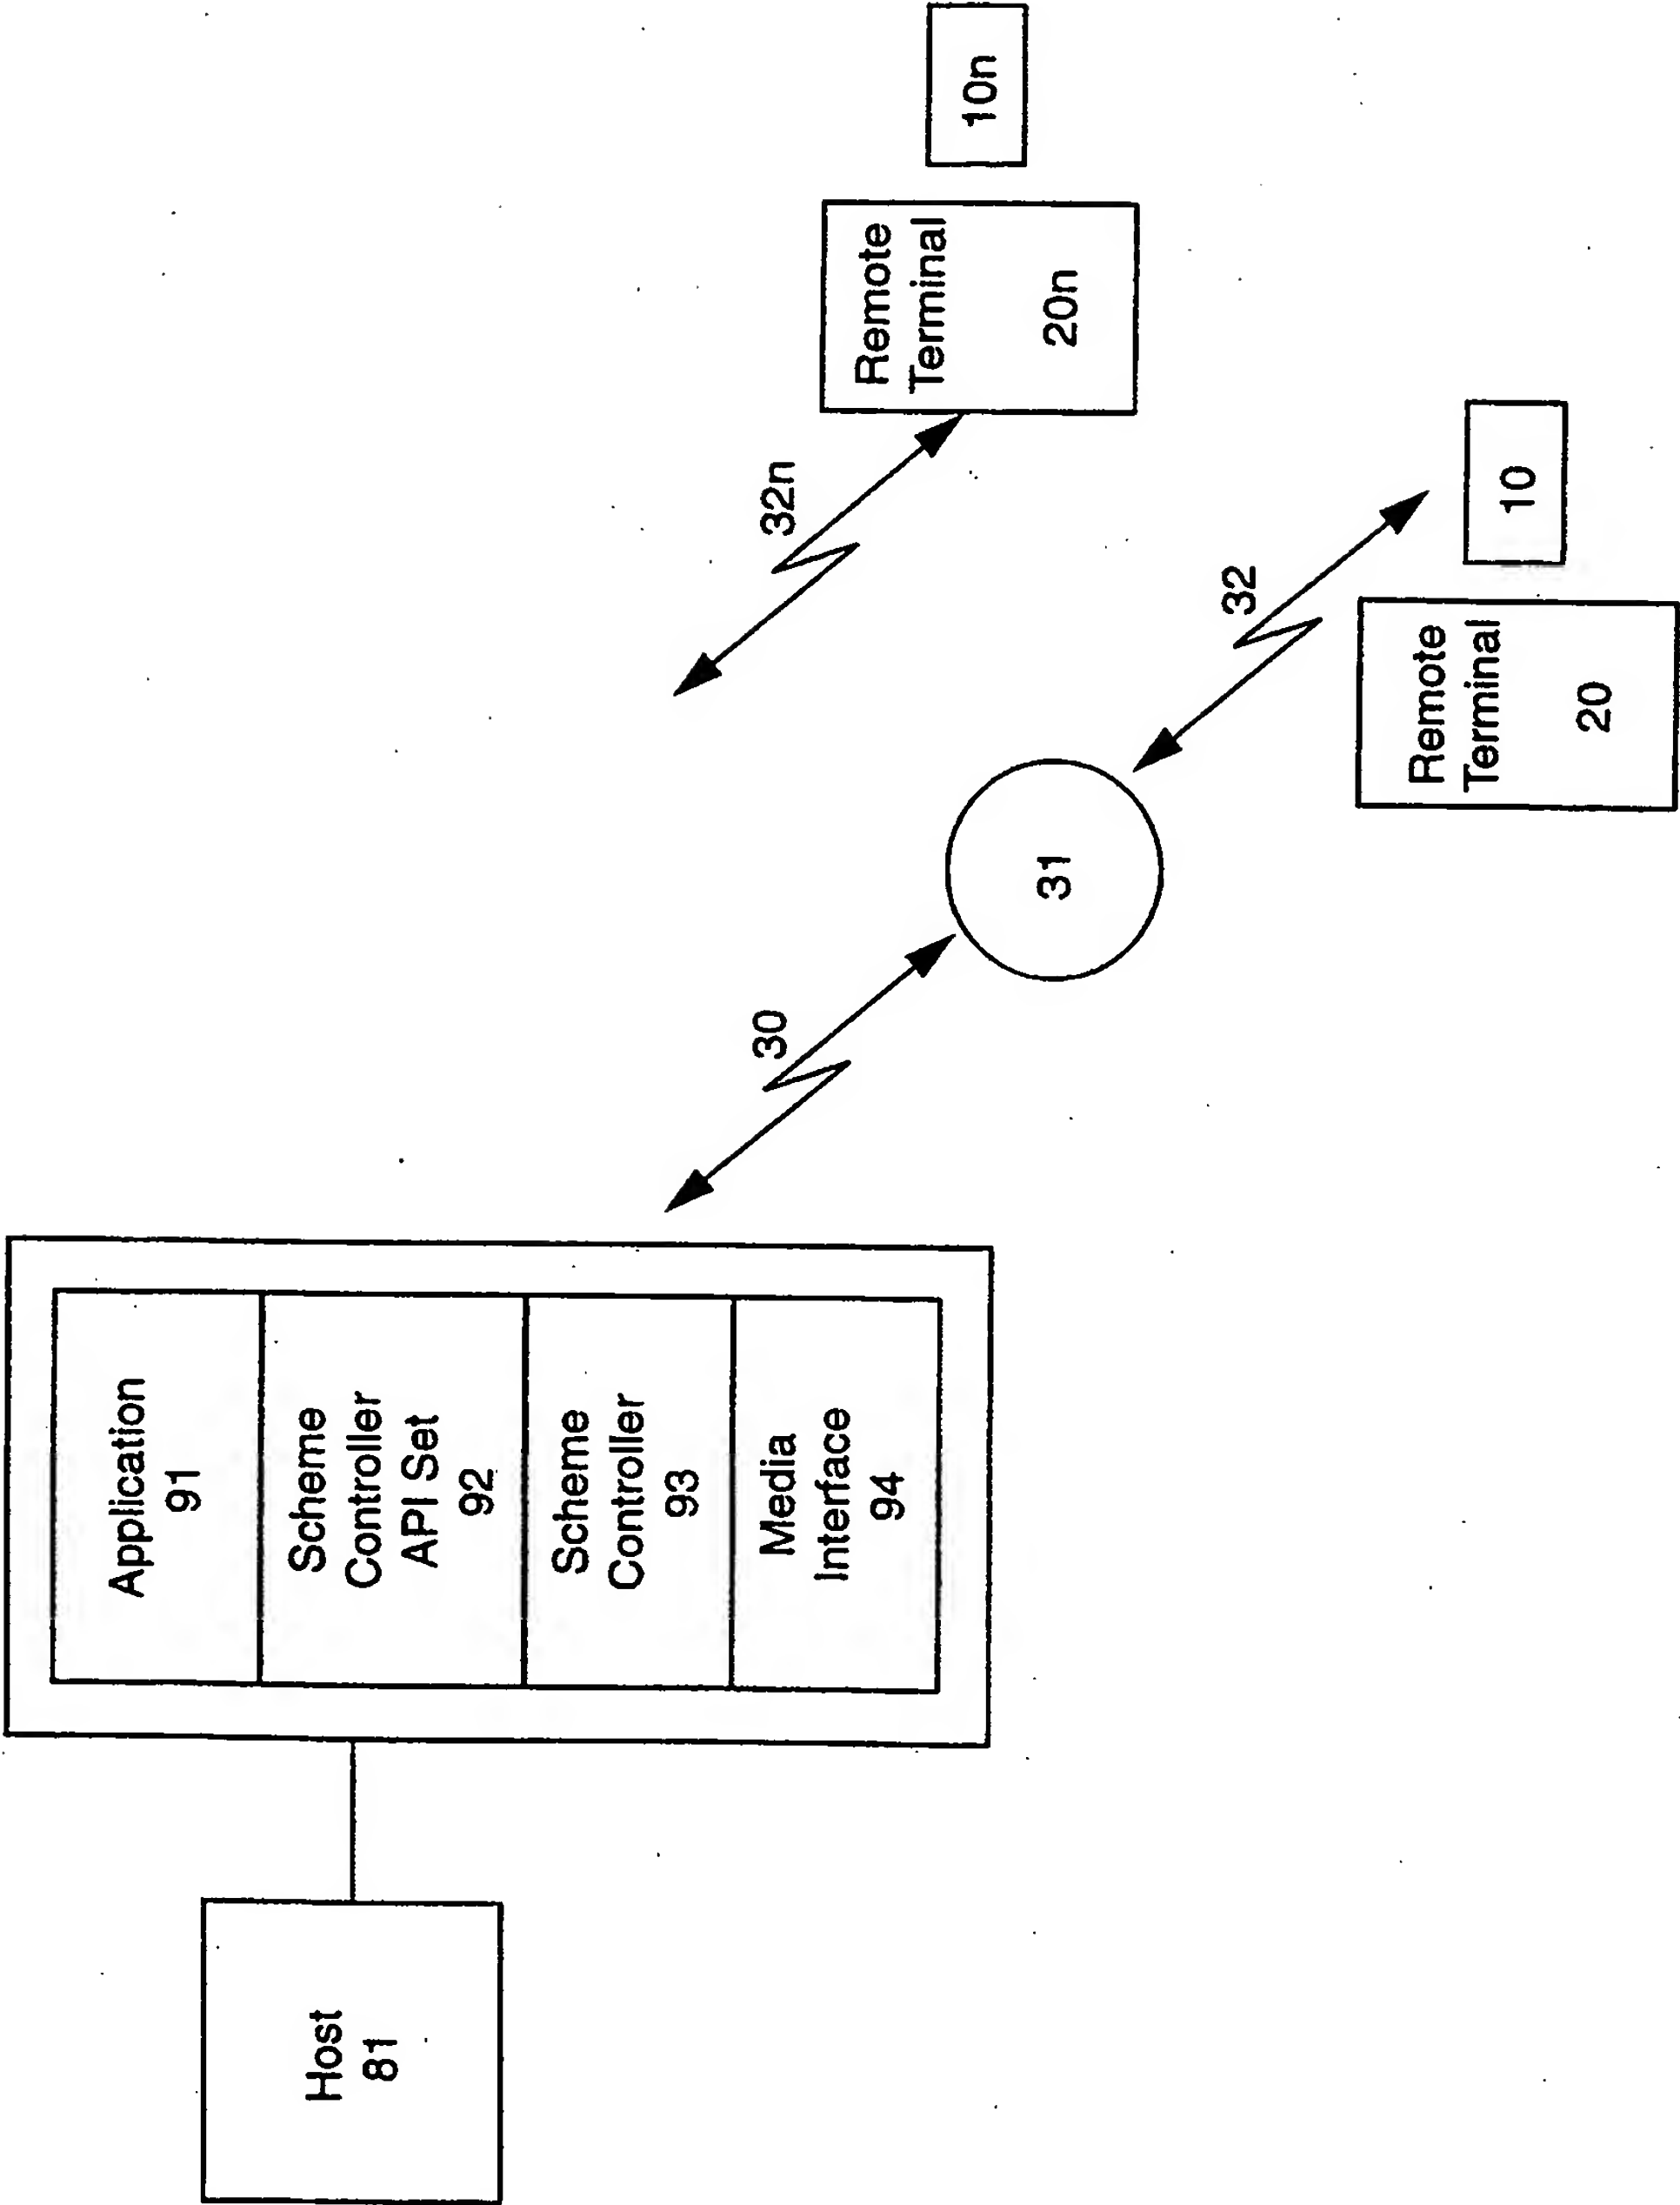 Host
81
Application
91
Scheme
Controller
API Set
92
Scheme
Controller
93
Media
Interface
94
30
31
32n
32
Remote
Terminal
20n
10n
Remote
Terminal
20
10